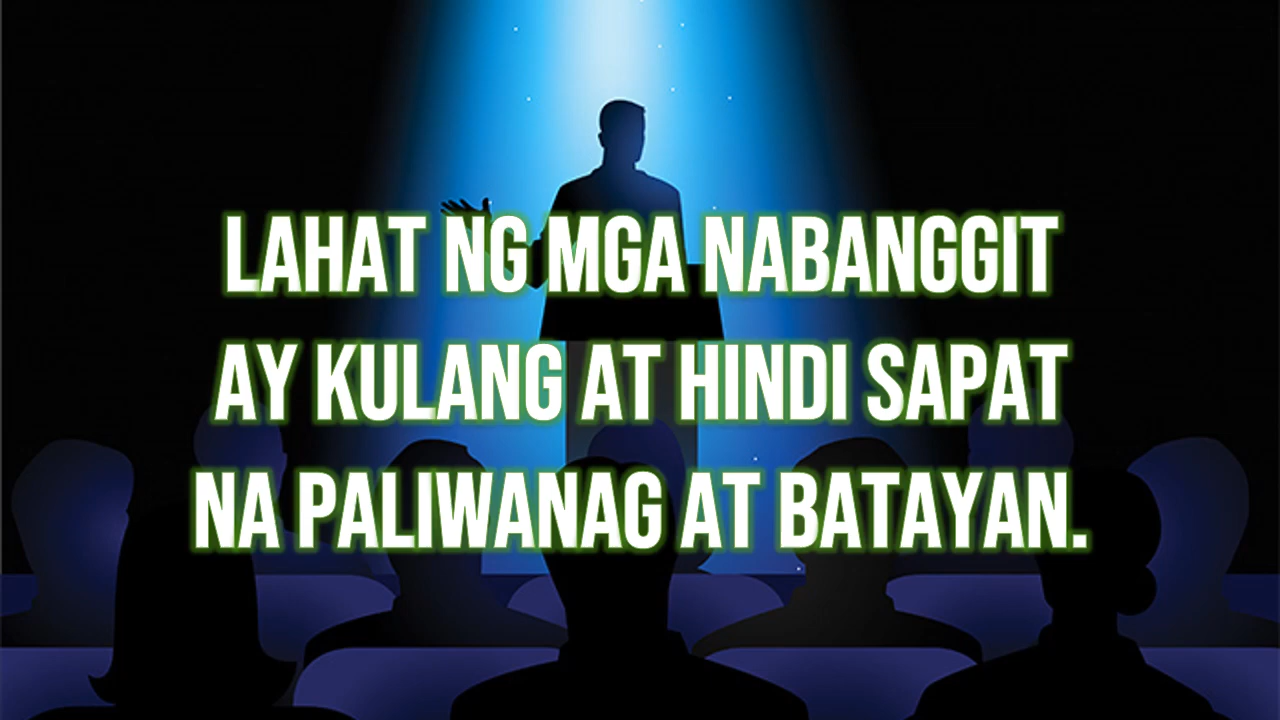 LAHAT NG MGA NABANGGIT
AY KULANG AT HINDI SAPAT
NA PALIWANAG AT BATAYAN.